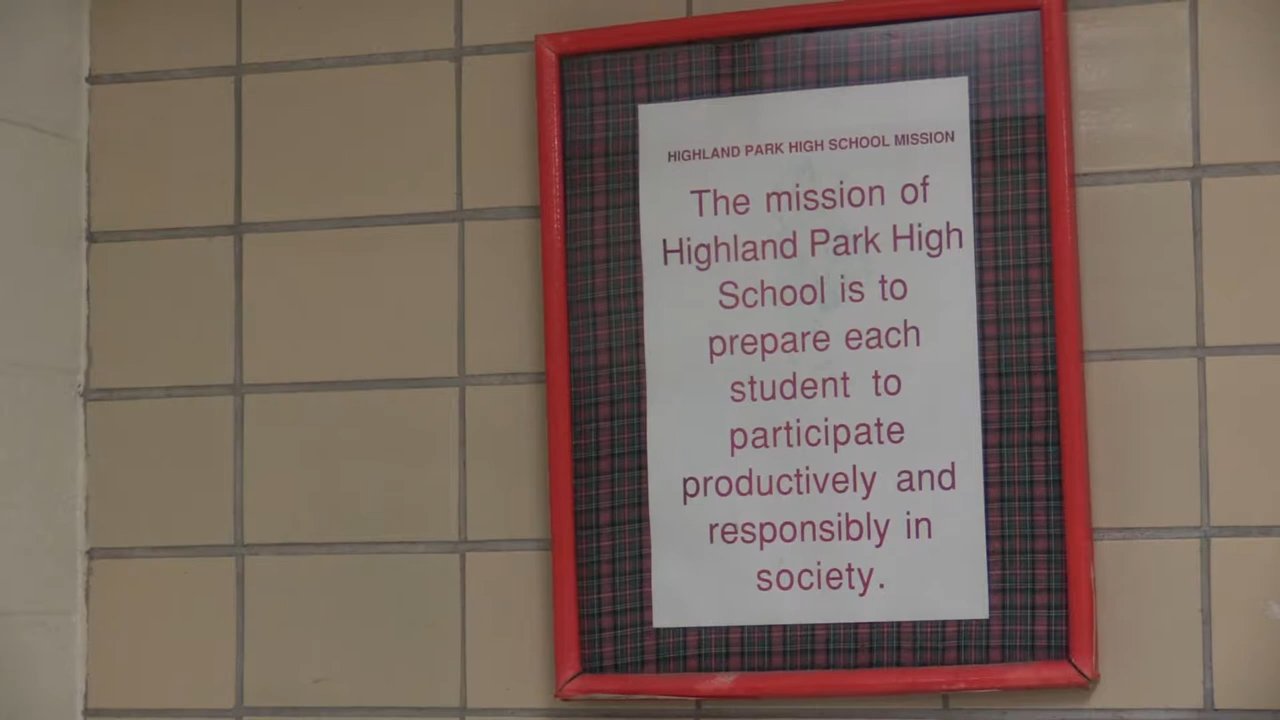 HIGHLAND PARK HIGH SCHOOL MISSION
The mission of
Highland Park High
School is to
prepare each
student to
participate
productively and
responsibly in
society.